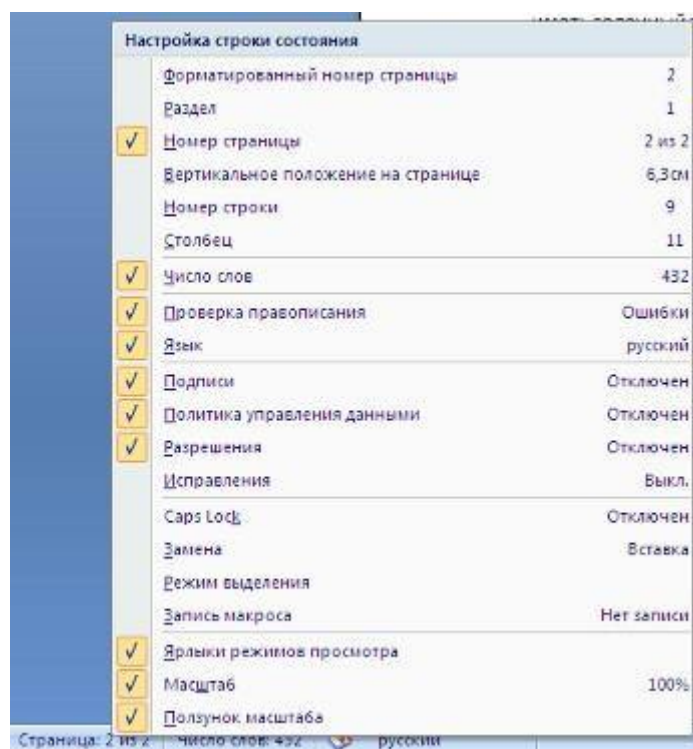 Настройка строки состояния
Форматированный номер страницы 2
Раздел 1
Номер страницы 2 из 2
Вертикальное положение на странице 6,3см
Номер строки 9
Столбец 11
Число слов 432
Проверка правописания Ошибки
Язык русский
Подписи Отключен
Политика управления данными Отключен
Разрешения Отключен
Исправления Выкл.
Caps Lock Отключен
Замена Вставка
Режим выделения
Запись макроса Нет записи
Ярлыки режимов просмотра
Масштаб 100%
Ползунок масштаба
Страница: 2 из 2 Число слов: 432 русский